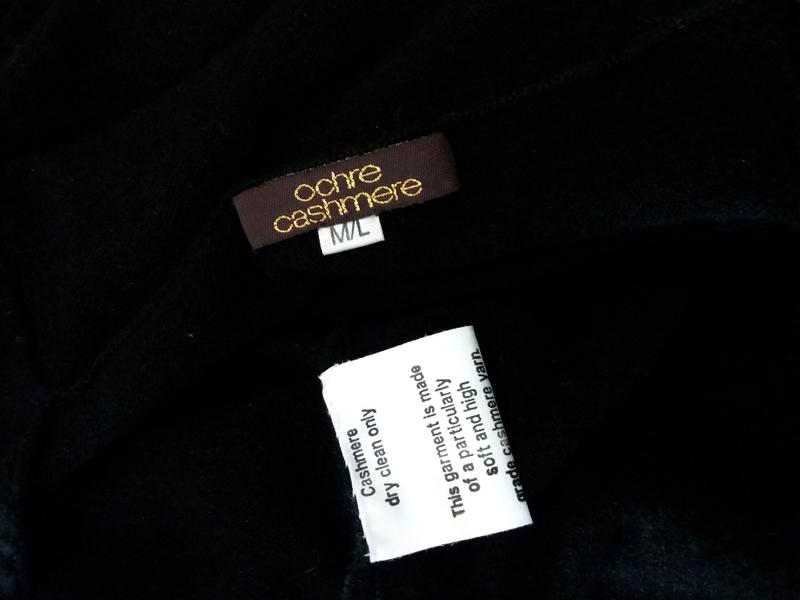 ochre
cashmere
M/L
Cashmere
dry clean only
This garment is made
of a particularly
soft and high
grade cashmere yarn.